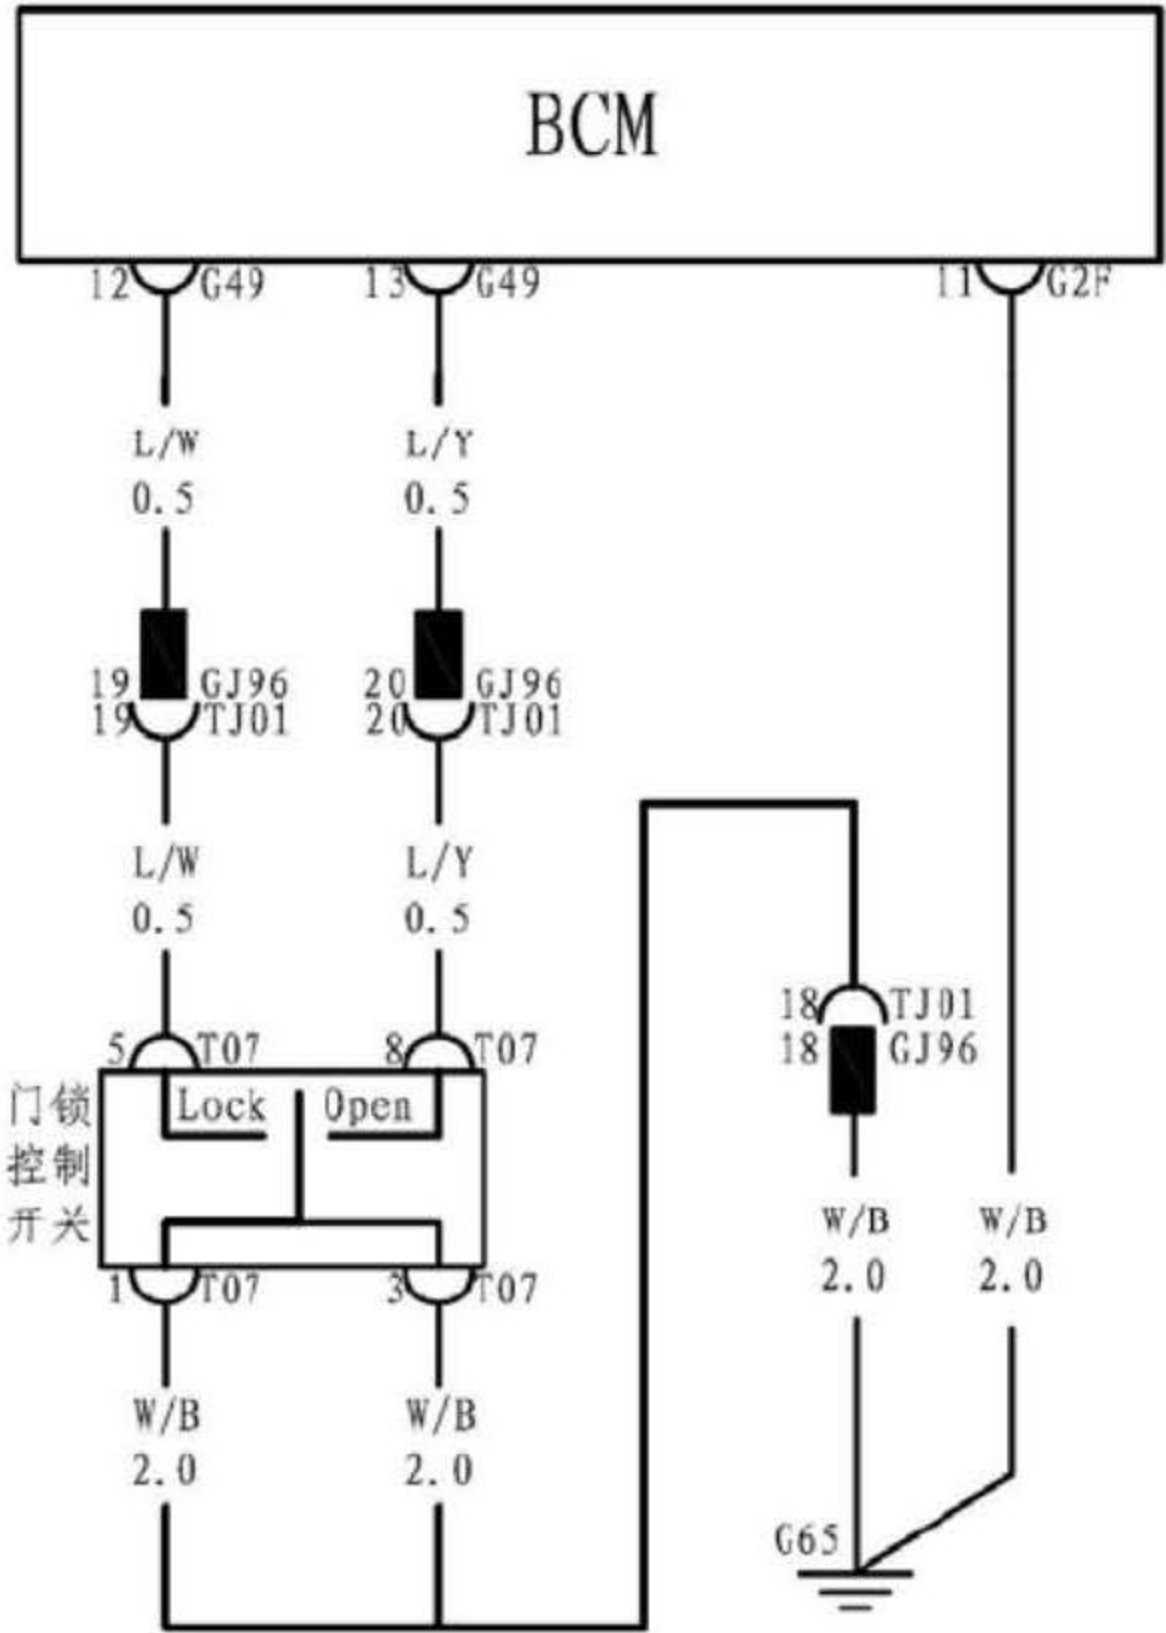 BCM
12 G49 13 G49 11 G2F
L/W L/Y
0.5 0.5
19 GJ96 20 GJ96
19 TJ01 20 TJ01
L/W L/Y
0.5 0.5
18 TJ01
18 GJ96
5 T07 8 T07
门锁
控制
开关
Lock Open
1 T07 3 T07
W/B W/B
2.0 2.0
W/B W/B
2.0 2.0
G65